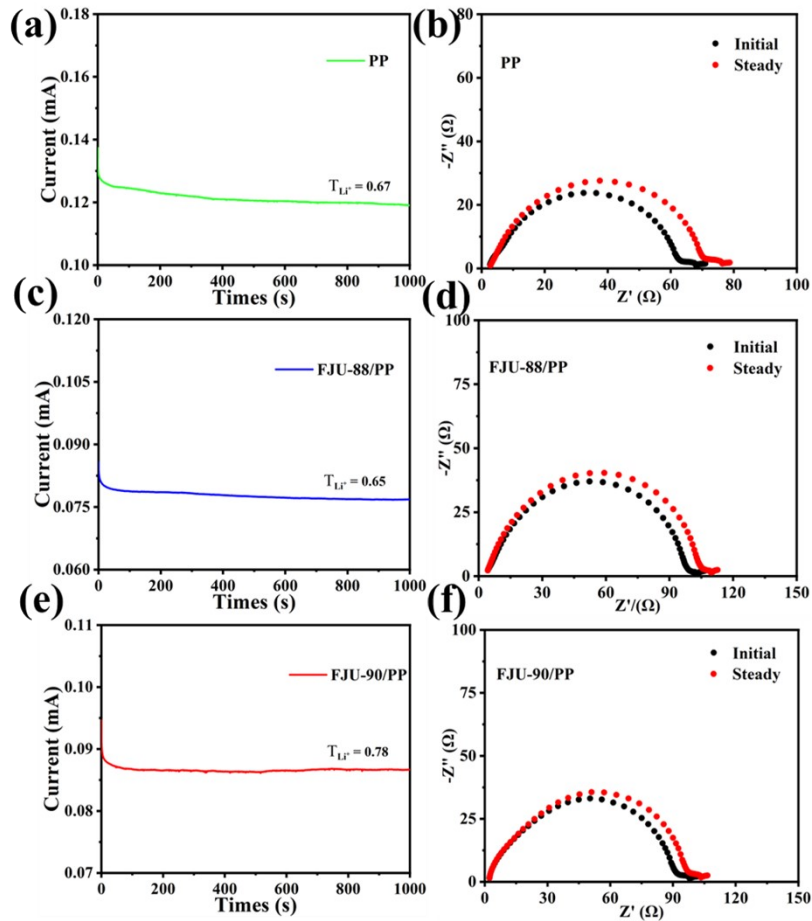 (a)
0.18
0.16
0.14
0.12
0.10
Current (mA)
PP
T_Li⁺ = 0.67
0 200 400 600 800 1000
Times (s)
(b)
80
60
40
20
0
-Z'' (Ω)
PP
Initial
Steady
0 20 40 60 80 100
Z' (Ω)
(c)
0.120
0.105
0.090
0.075
0.060
Current (mA)
FJU-88/PP
T_Li⁺ = 0.65
0 200 400 600 800 1000
Times (s)
(d)
100
75
50
25
0
-Z'' (Ω)
FJU-88/PP
Initial
Steady
0 30 60 90 120 150
Z'/(Ω)
(e)
0.11
0.10
0.09
0.08
0.07
Current (mA)
FJU-90/PP
T_Li⁺ = 0.78
0 200 400 600 800 1000
Times (s)
(f)
100
75
50
25
0
-Z'' (Ω)
FJU-90/PP
Initial
Steady
0 30 60 90 120 150
Z' (Ω)